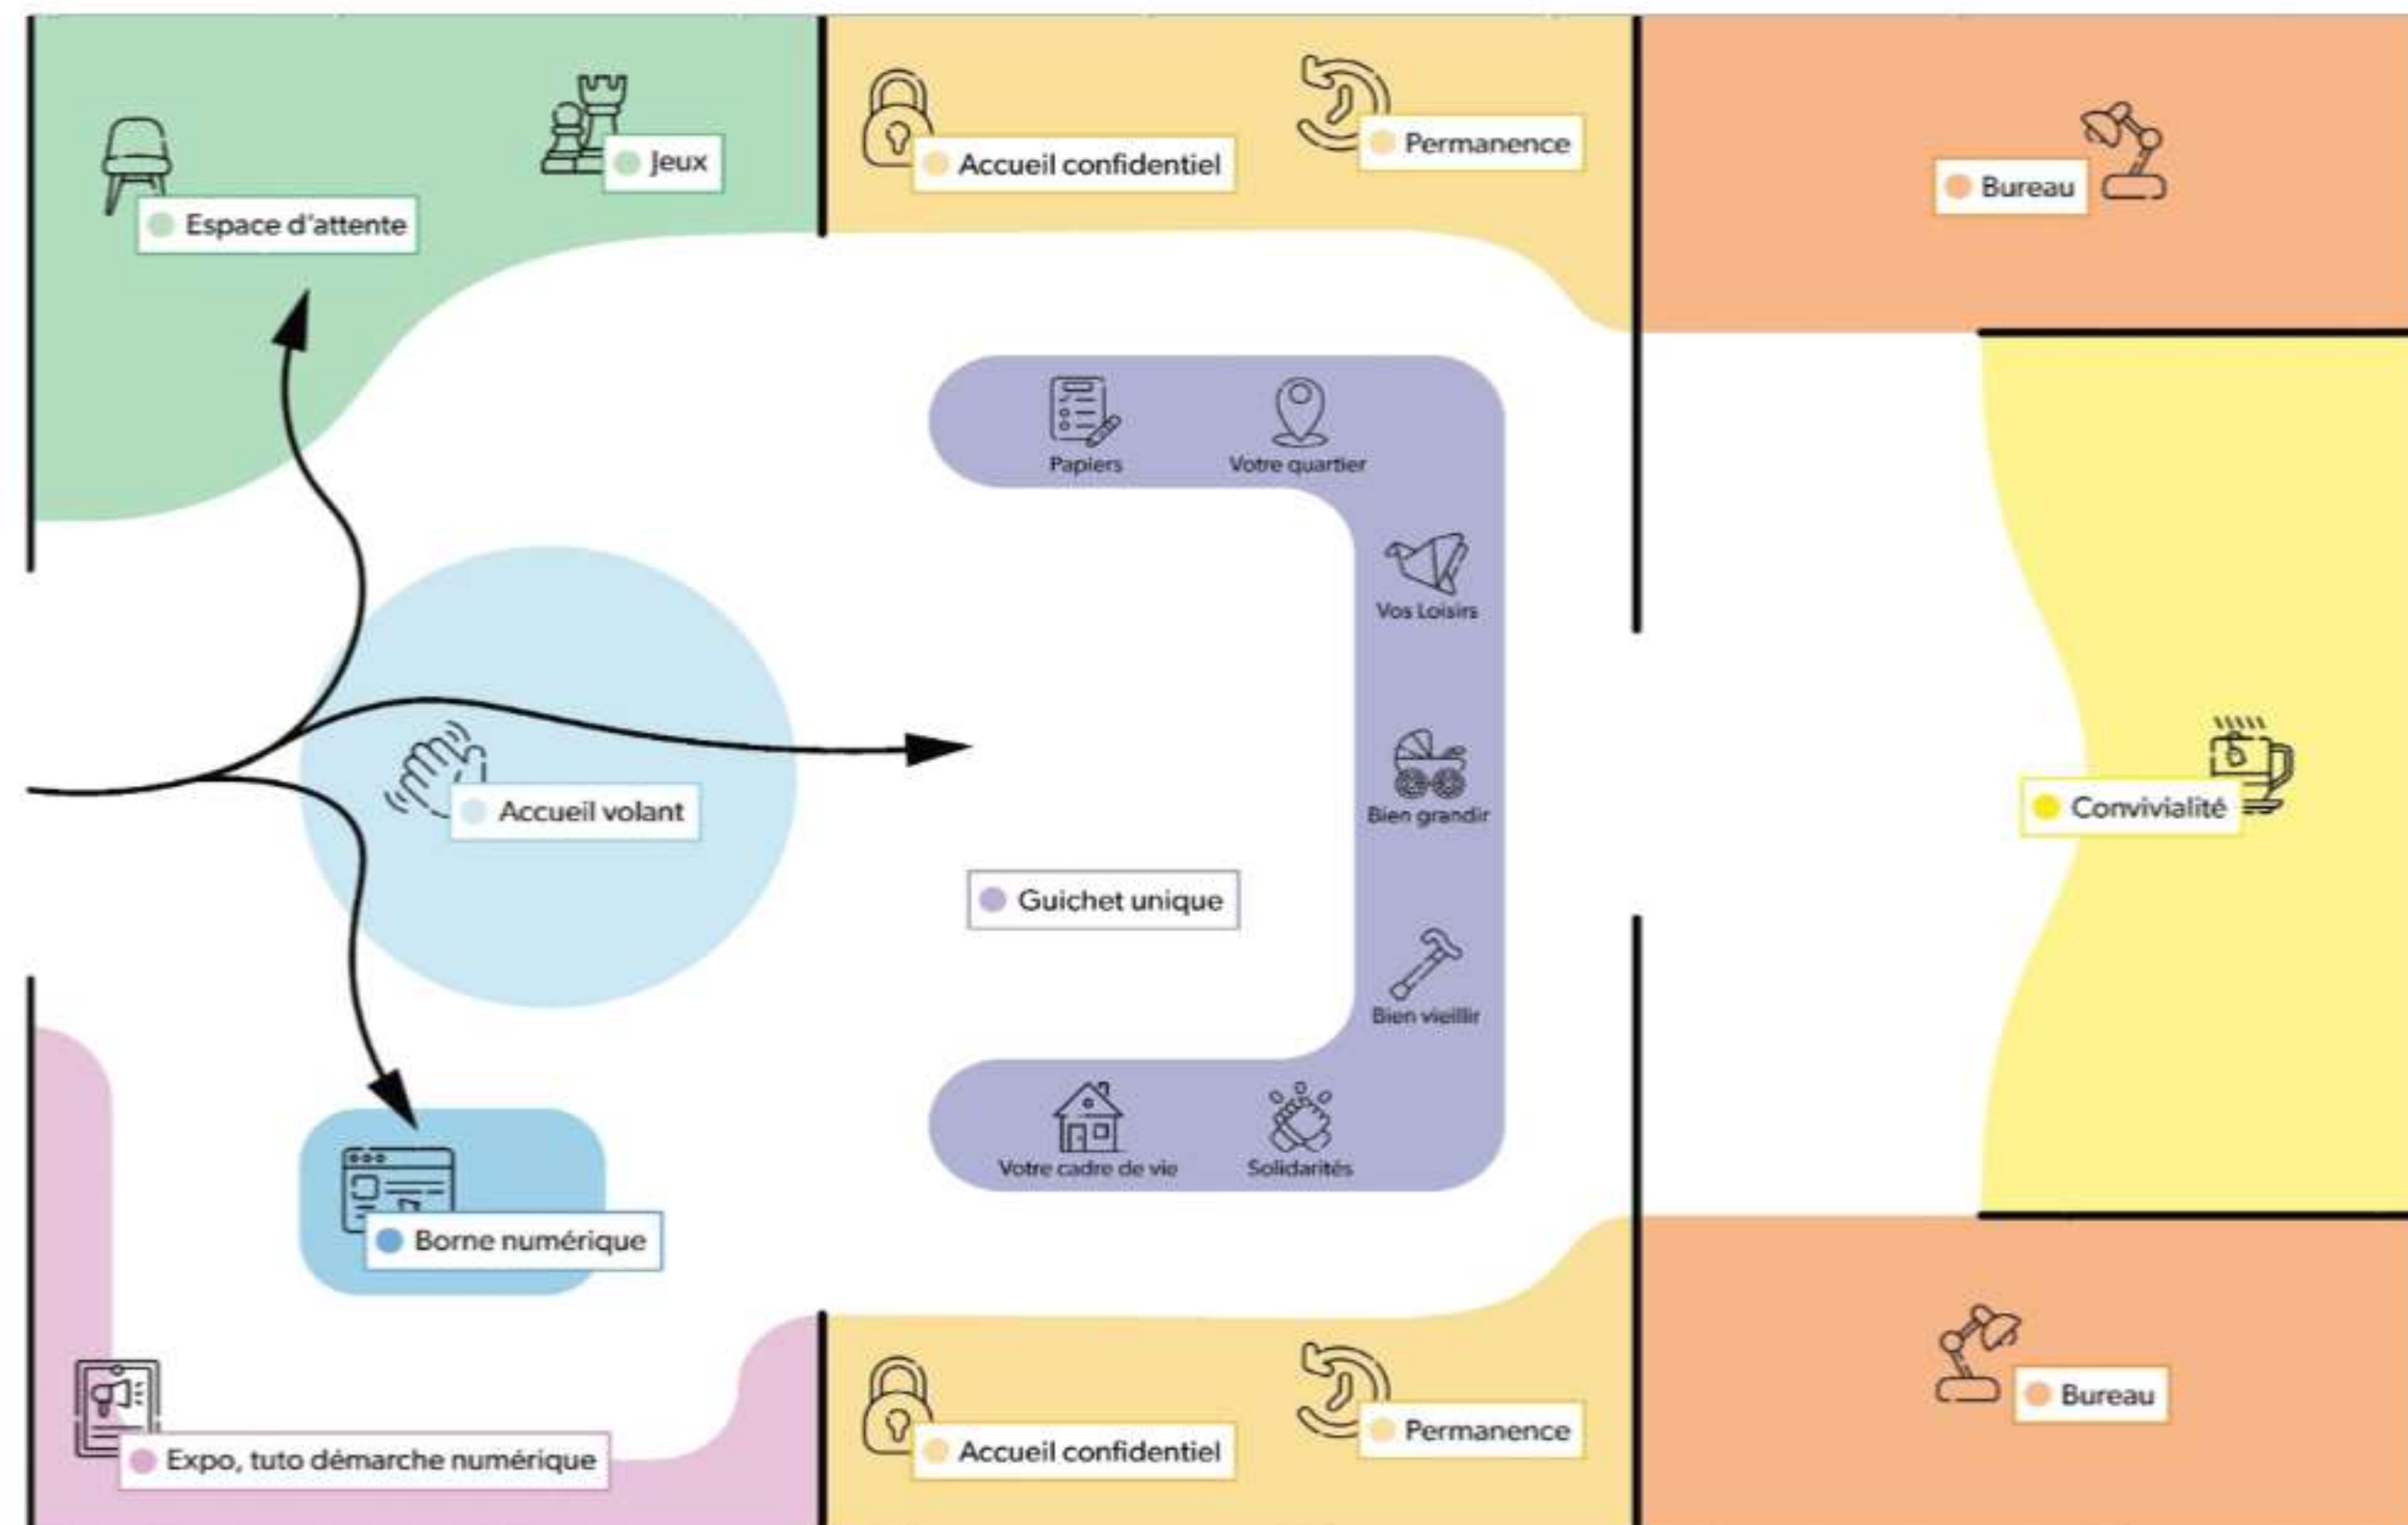 Espace d'attente
Jeux
Accueil confidentiel
Permanence
Bureau
Papiers
Votre quartier
Vos Loisirs
Bien grandir
Bien vieillir
Votre cadre de vie
Solidarités
Guichet unique
Accueil volant
Convivialité
Borne numérique
Expo, tuto démarche numérique
Accueil confidentiel
Permanence
Bureau